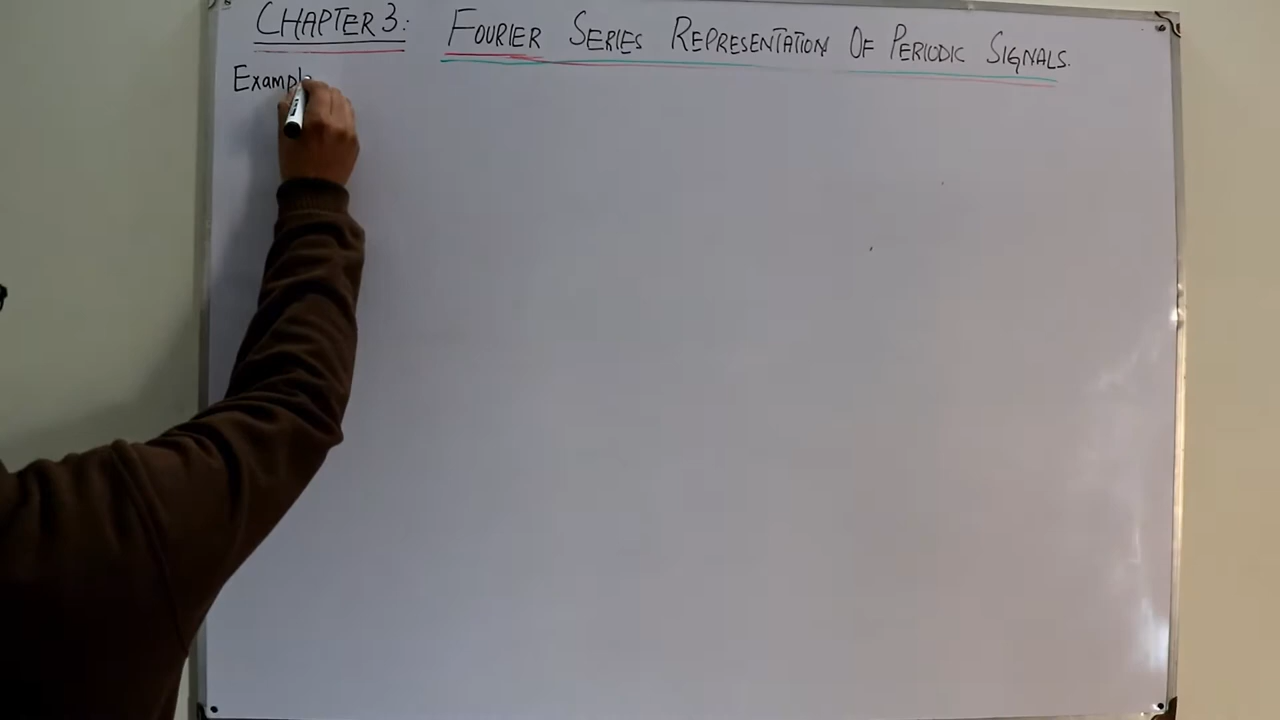 CHAPTER 3: FOURIER SERIES REPRESENTATION OF PERIODIC SIGNALS.
Exampl